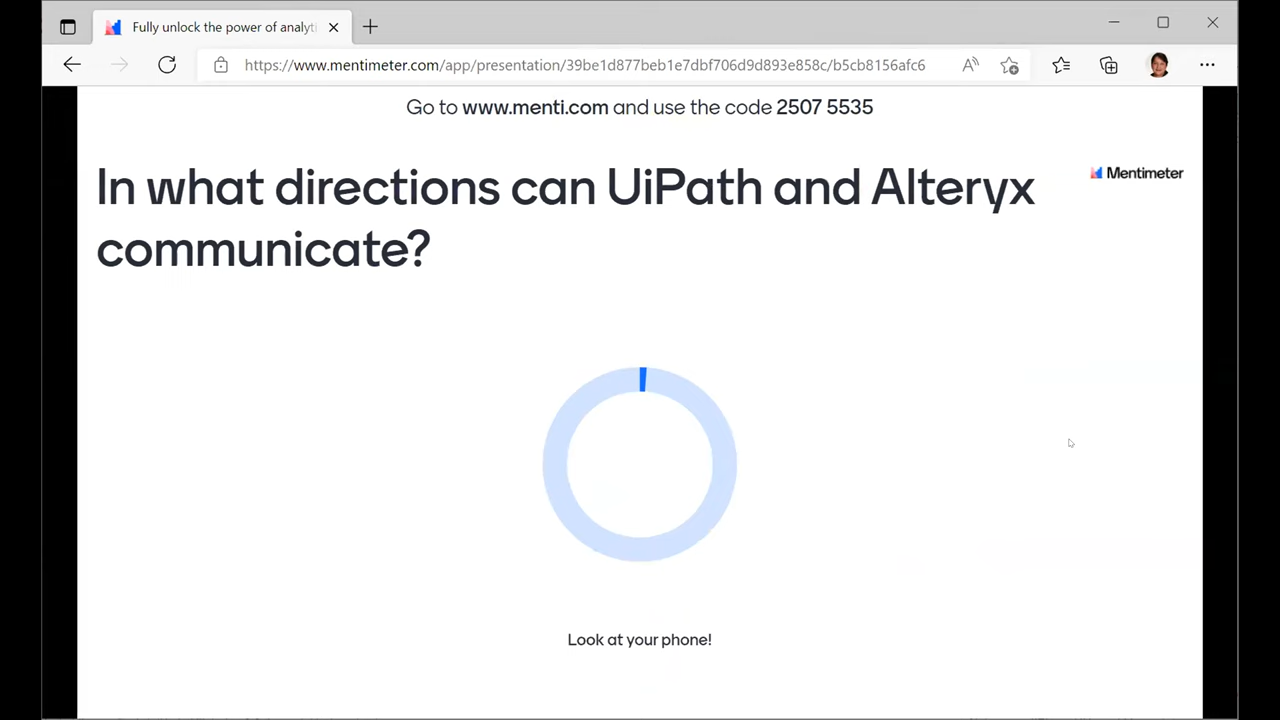 Fully unlock the power of analyti
https://www.mentimeter.com/app/presentation/39be1d877beb1e7dbf706d9d893e858c/b5cb8156afc6
Go to www.menti.com and use the code 2507 5535
Mentimeter
In what directions can UiPath and Alteryx
communicate?
Look at your phone!